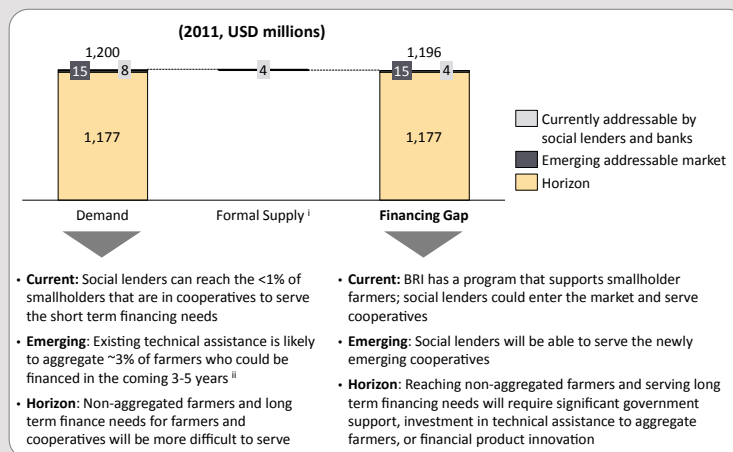 (2011, USD millions)
1,200
1,196
15
8
4
15
4
1,177
1,177
Currently addressable by
social lenders and banks
Emerging addressable market
Horizon
Demand
Formal Supply i
Financing Gap
• Current: Social lenders can reach the <1% of
smallholders that are in cooperatives to serve
the short term financing needs
• Emerging: Existing technical assistance is likely
to aggregate ~3% of farmers who could be
financed in the coming 3-5 years ii
• Horizon: Non-aggregated farmers and long
term finance needs for farmers and
cooperatives will be more difficult to serve
• Current: BRI has a program that supports smallholder
farmers; social lenders could enter the market and serve
cooperatives
• Emerging: Social lenders will be able to serve the newly
emerging cooperatives
• Horizon: Reaching non-aggregated farmers and serving long
term financing needs will require significant government
support, investment in technical assistance to aggregate
farmers, or financial product innovation